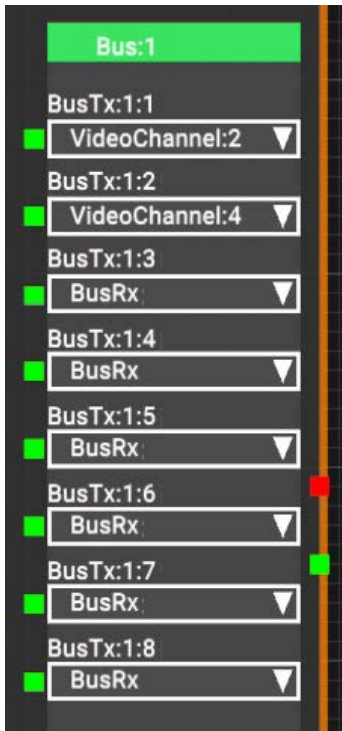 Bus:1
BusTx:1:1
VideoChannel:2
BusTx:1:2
VideoChannel:4
BusTx:1:3
BusRx
BusTx:1:4
BusRx
BusTx:1:5
BusRx
BusTx:1:6
BusRx
BusTx:1:7
BusRx
BusTx:1:8
BusRx